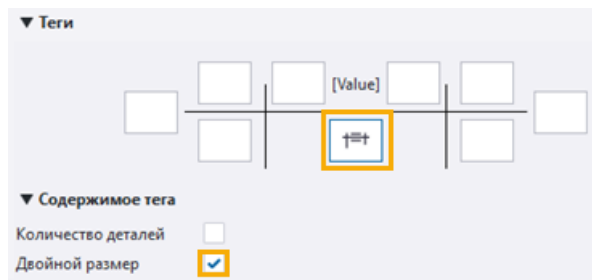 ▼ Теги
[Value]
▼ Содержимое тега
Количество деталей
Двойной размер